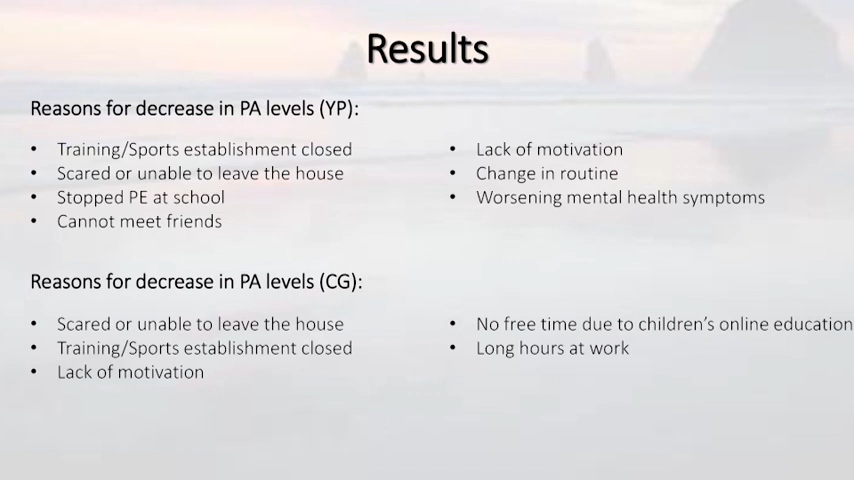 Results
Reasons for decrease in PA levels (YP):
• Training/Sports establishment closed
• Scared or unable to leave the house
• Stopped PE at school
• Cannot meet friends
• Lack of motivation
• Change in routine
• Worsening mental health symptoms
Reasons for decrease in PA levels (CG):
• Scared or unable to leave the house
• Training/Sports establishment closed
• Lack of motivation
• No free time due to children’s online education
• Long hours at work